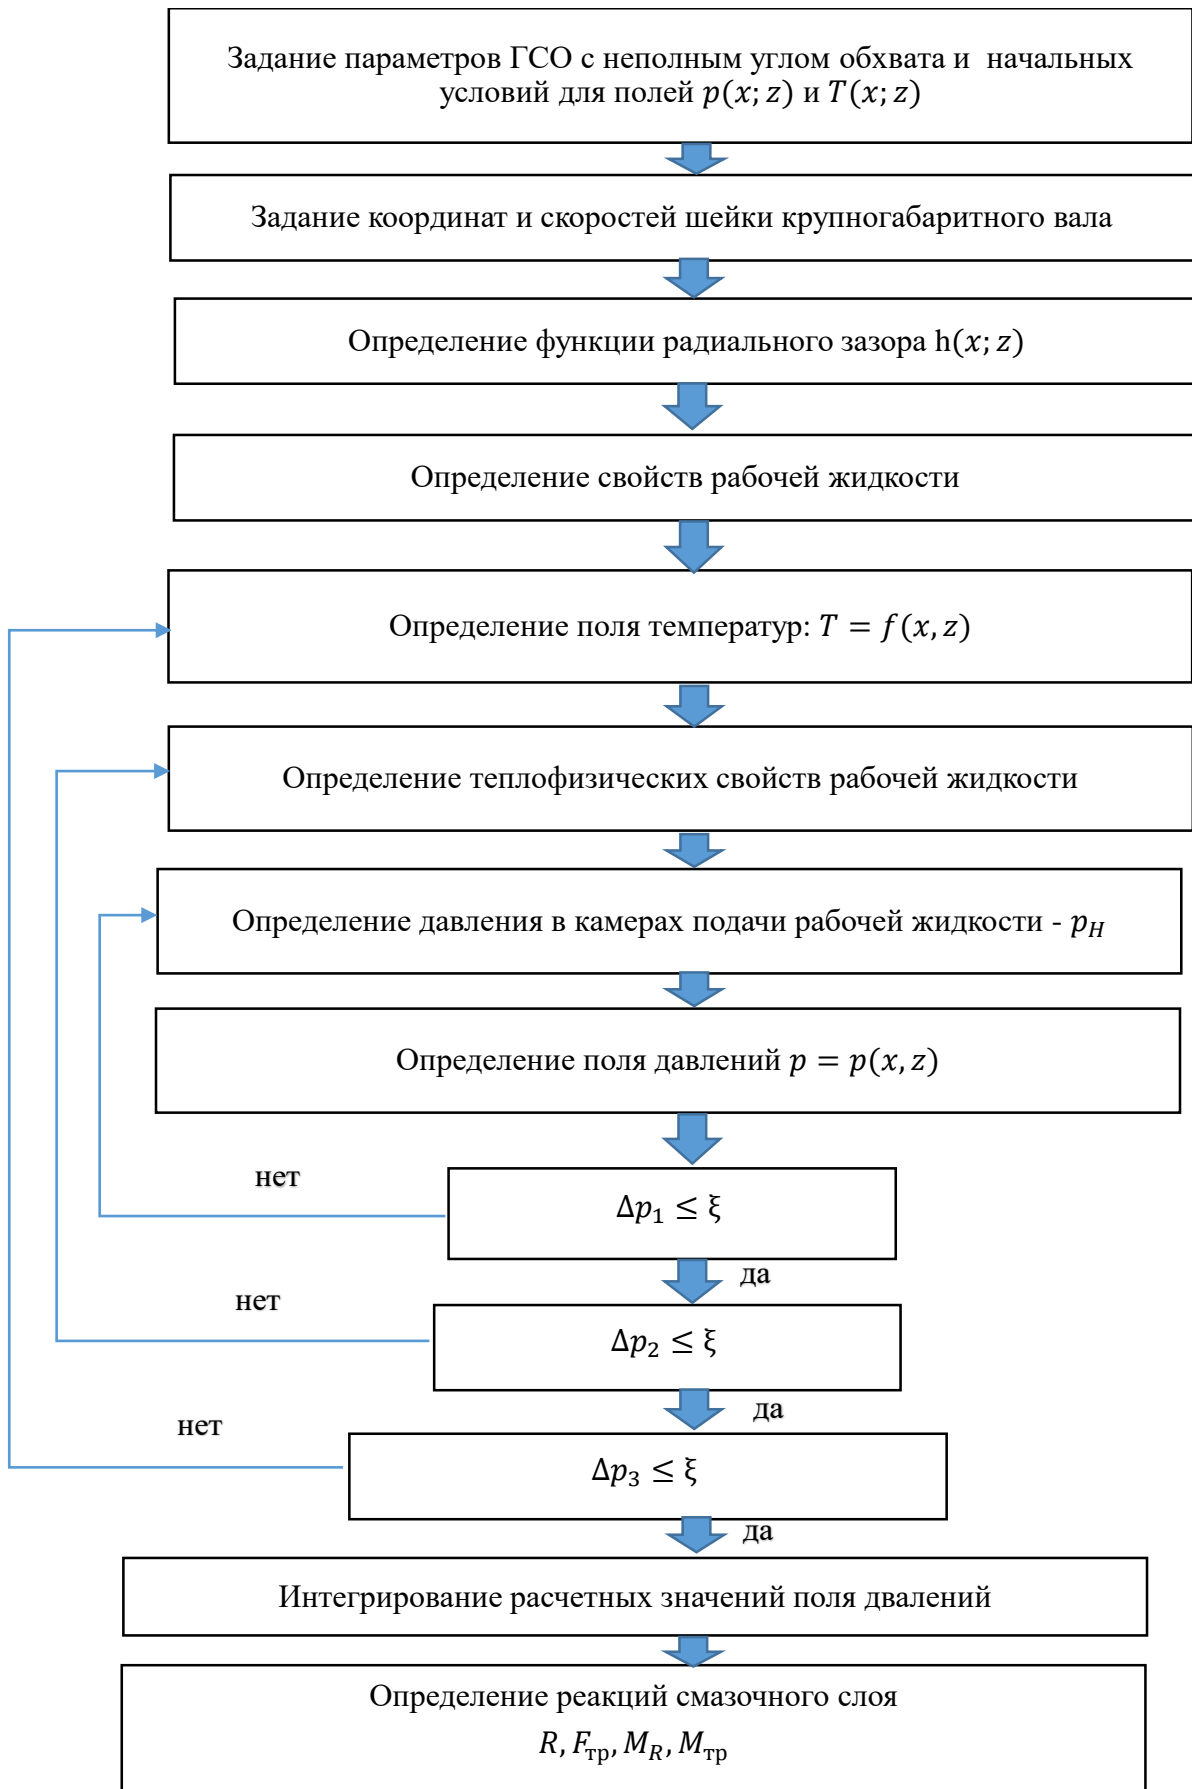 Задание параметров ГСО с неполным углом обхвата и начальных
условий для полей p(x; z) и T(x; z)
Задание координат и скоростей шейки крупногабаритного вала
Определение функции радиального зазора h(x; z)
Определение свойств рабочей жидкости
Определение поля температур: T = f(x, z)
Определение теплофизических свойств рабочей жидкости
Определение давления в камерах подачи рабочей жидкости - p_H
Определение поля давлений p = p(x, z)
нет
Δp₁ ≤ ξ
да
нет
Δp₂ ≤ ξ
да
нет
Δp₃ ≤ ξ
да
Интегрирование расчетных значений поля двалений
Определение реакций смазочного слоя
R, F_тр, M_R, M_тр